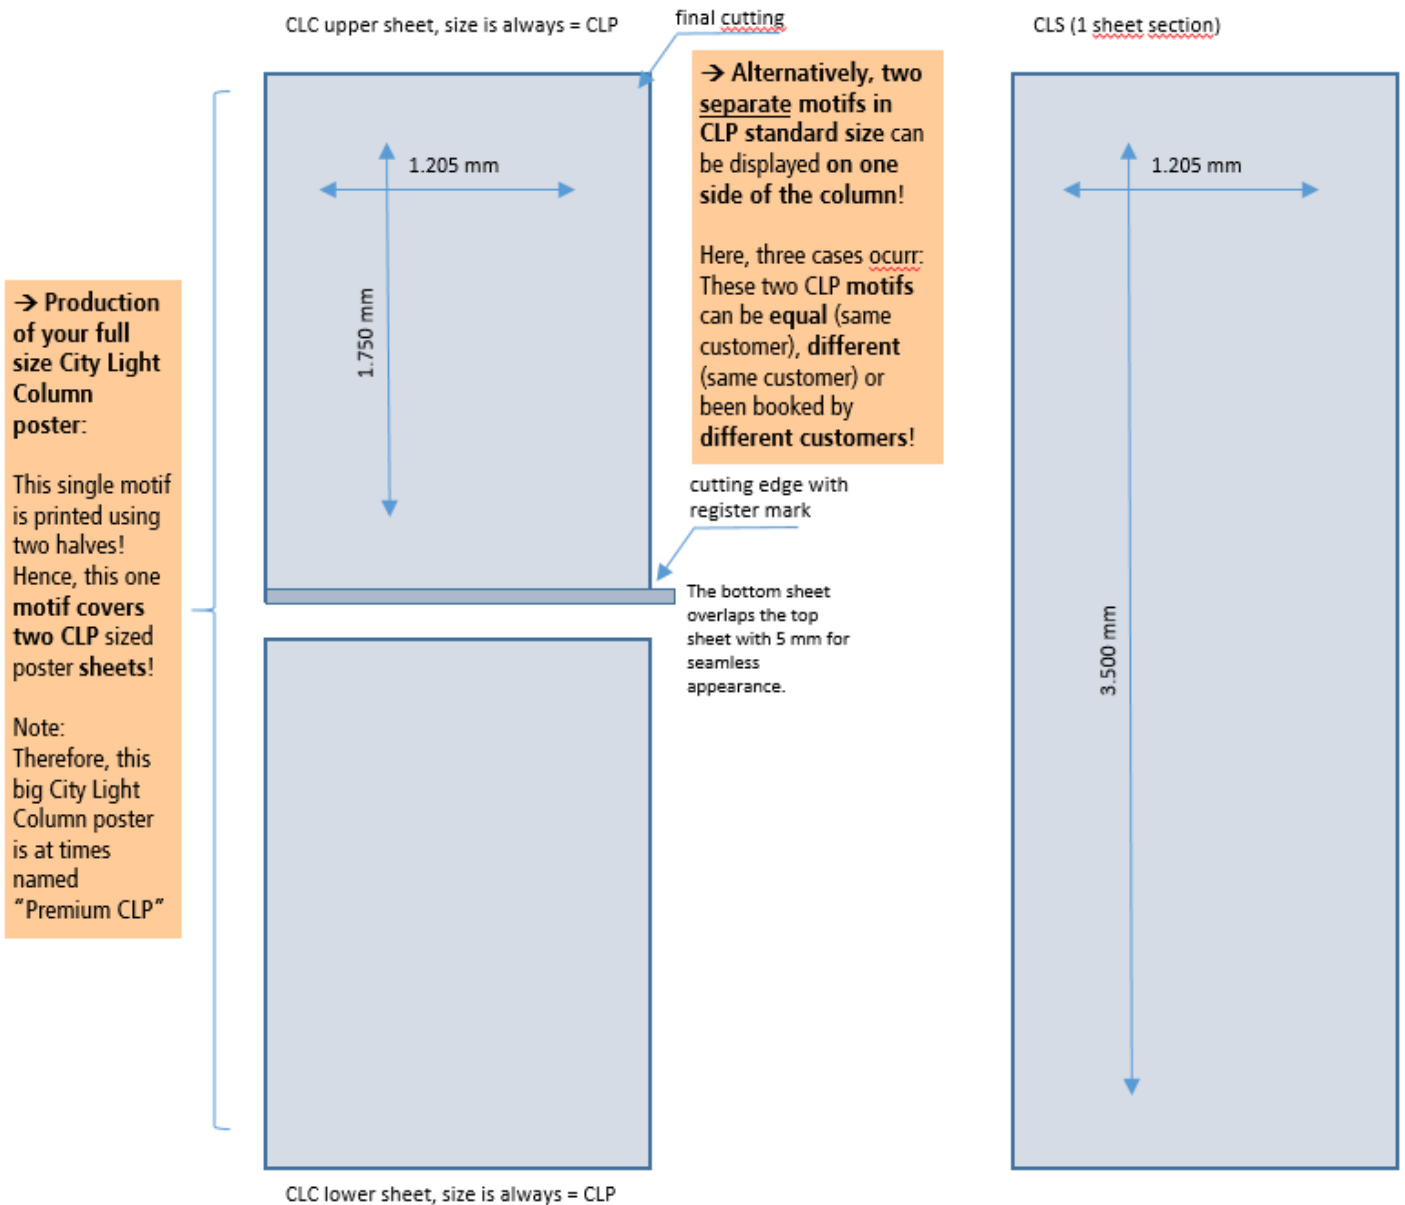 CLC upper sheet, size is always = CLP
final cutting
CLS (1 sheet section)
→ Alternatively, two
separate motifs in
CLP standard size can
be displayed on one
side of the column!
Here, three cases ocurr:
These two CLP motifs
can be equal (same
customer), different
(same customer) or
been booked by
different customers!
1.205 mm
1.750 mm
1.205 mm
3.500 mm
→ Production
of your full
size City Light
Column
poster:
This single motif
is printed using
two halves!
Hence, this one
motif covers
two CLP sized
poster sheets!
Note:
Therefore, this
big City Light
Column poster
is at times
named
“Premium CLP”
cutting edge with
register mark
The bottom sheet
overlaps the top
sheet with 5 mm for
seamless
appearance.
CLC lower sheet, size is always = CLP